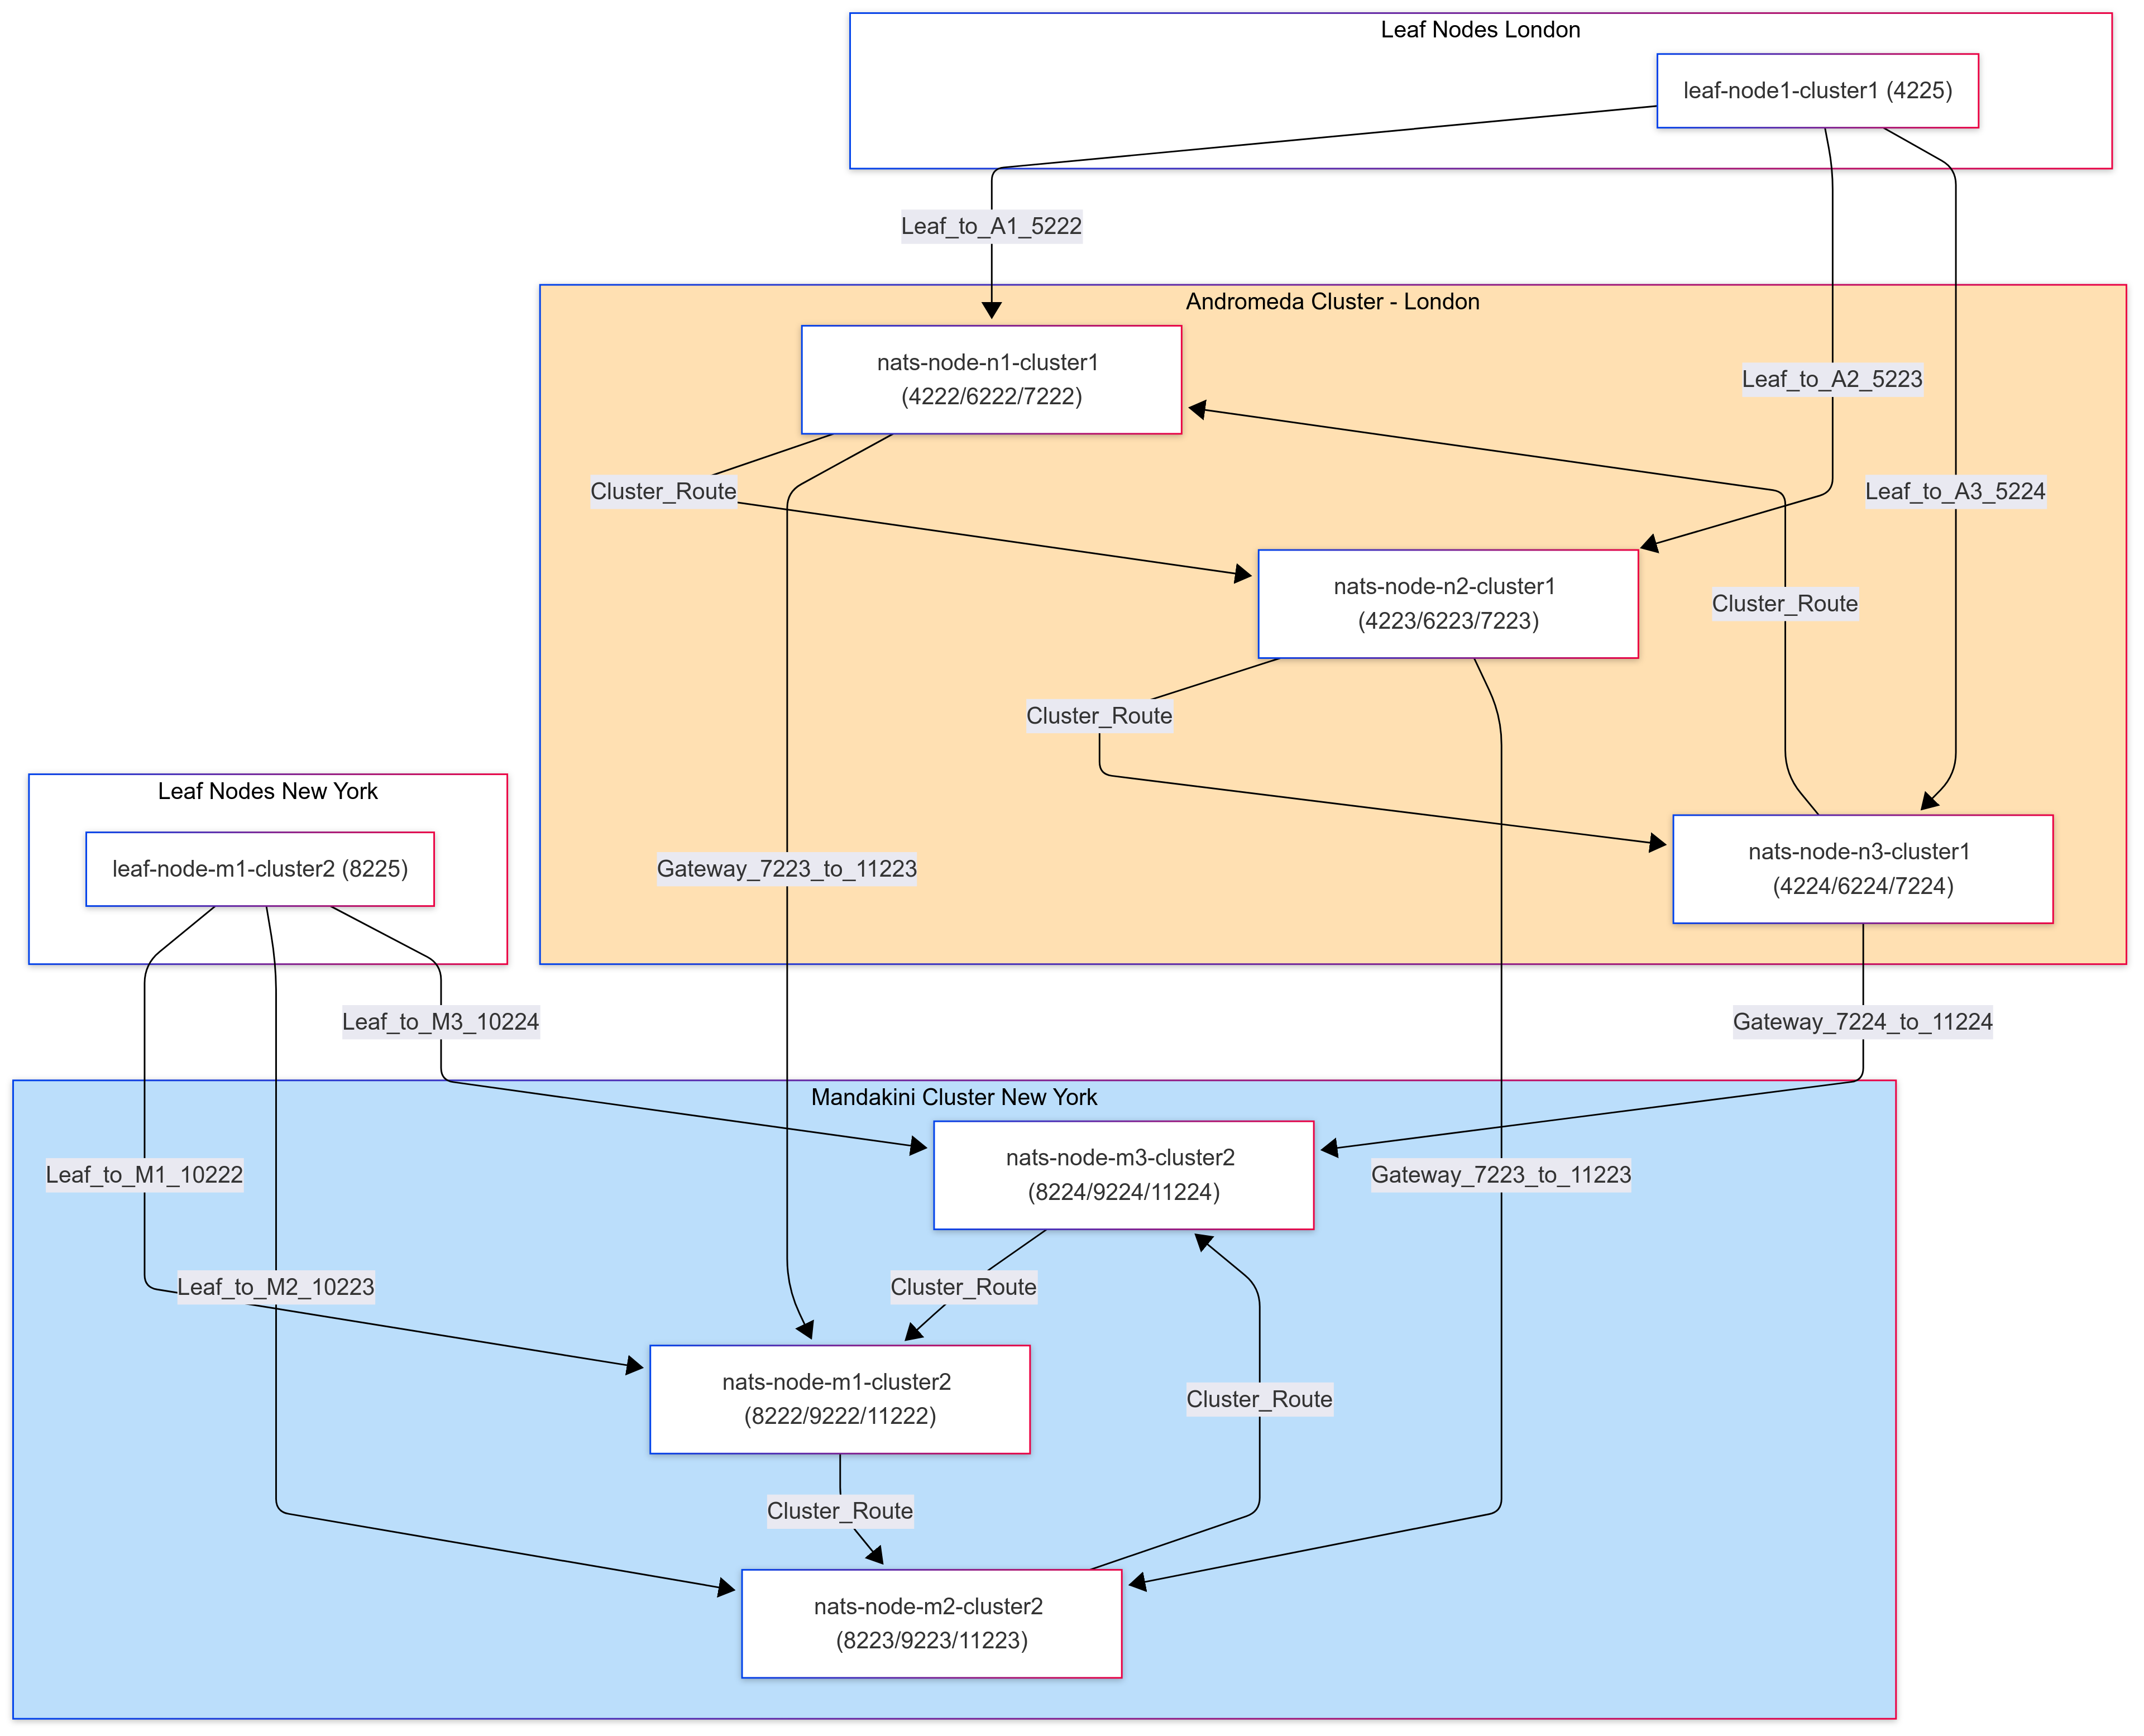 Leaf Nodes London
leaf-node1-cluster1 (4225)
Leaf_to_A1_5222
Andromeda Cluster - London
nats-node-n1-cluster1
(4222/6222/7222)
Leaf_to_A2_5223
Cluster_Route
Leaf_to_A3_5224
nats-node-n2-cluster1
(4223/6223/7223)
Cluster_Route
Cluster_Route
Leaf Nodes New York
leaf-node-m1-cluster2 (8225)
Gateway_7223_to_11223
nats-node-n3-cluster1
(4224/6224/7224)
Leaf_to_M3_10224
Gateway_7224_to_11224
Mandakini Cluster New York
nats-node-m3-cluster2
(8224/9224/11224)
Leaf_to_M1_10222
Gateway_7223_to_11223
Leaf_to_M2_10223
Cluster_Route
nats-node-m1-cluster2
(8222/9222/11222)
Cluster_Route
Cluster_Route
nats-node-m2-cluster2
(8223/9223/11223)